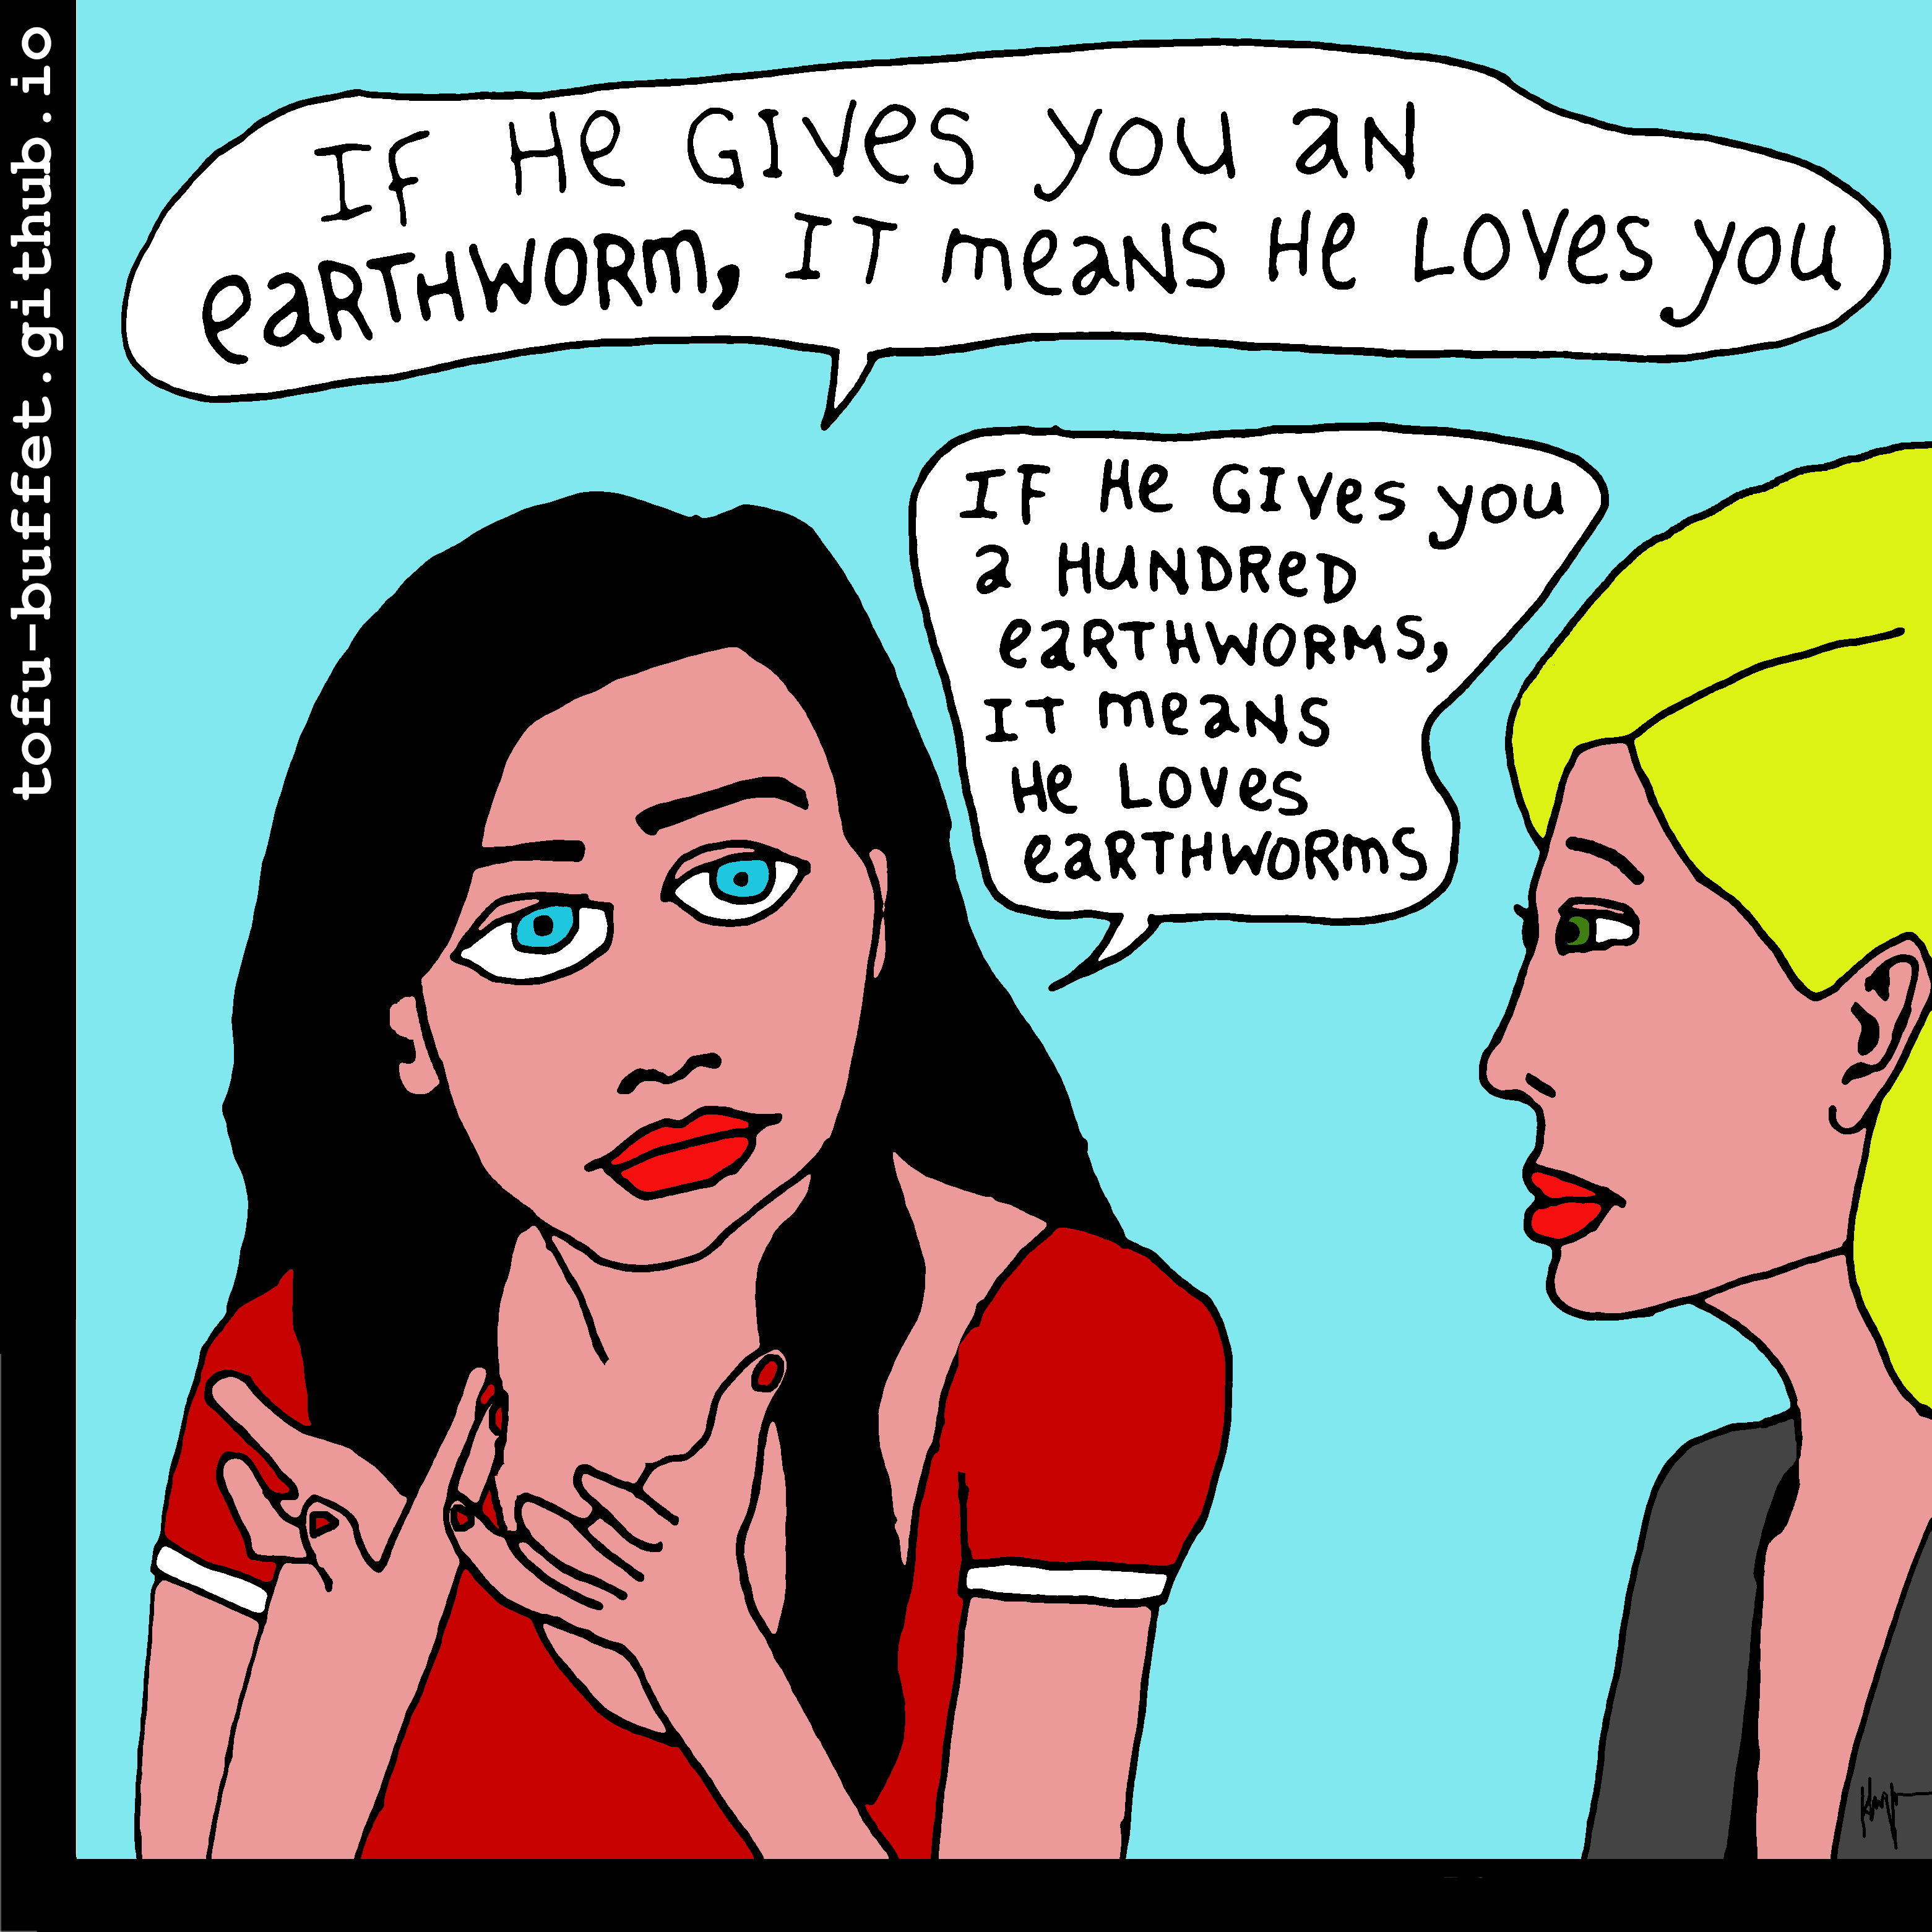 IF He GIVes you aN
eaRTHWORM, IT meaNS He LOVes you
IF He GIVes you
a HUNDReD
eaRTHWORMS,
IT meaNS
He LOVes
eaRTHWORmS
tofu-buffet.github.io